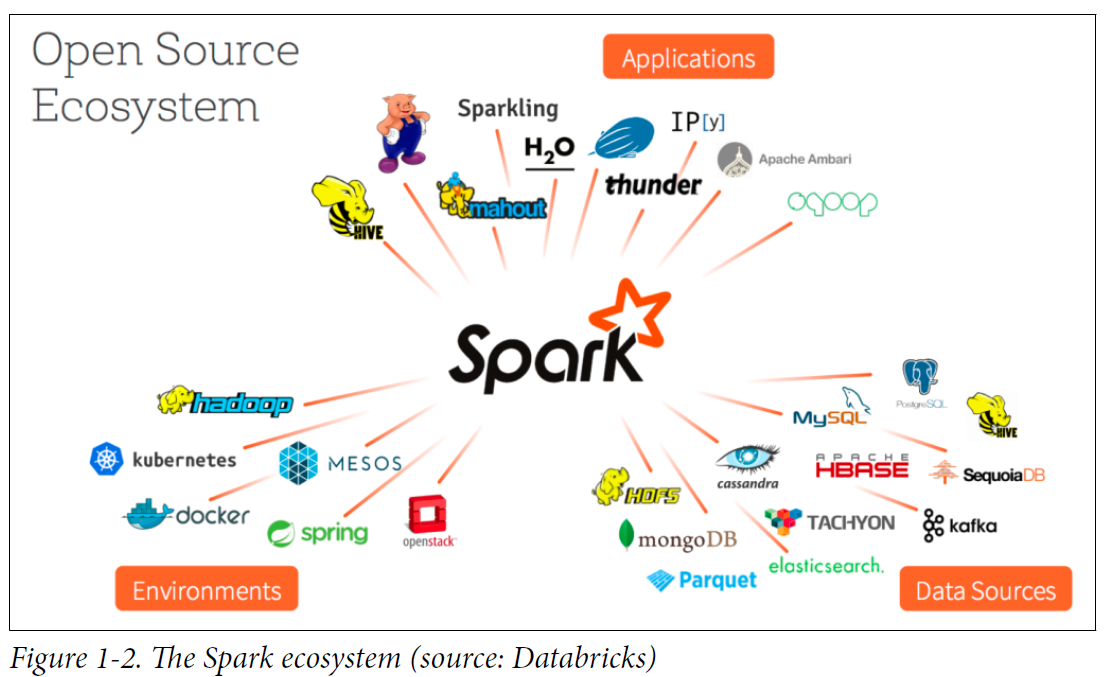 Open Source
Ecosystem
Applications
Sparkling
H2O
IP[y]
Apache Ambari
thunder
mahout
HIVE
sqoop
Spark
hadoop
kubernetes
MESOS
docker
spring
openstack
Environments
PostgreSQL
MySQL
HIVE
cassandra
APACHE
HBASE
SequoiaDB
HDFS
mongoDB
TACHYON
kafka
elasticsearch.
Parquet
Data Sources
Figure 1-2. The Spark ecosystem (source: Databricks)